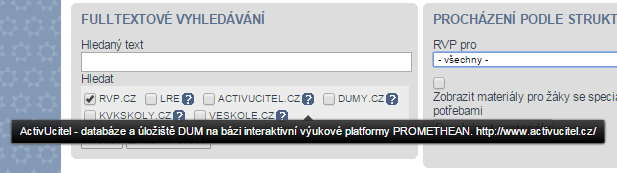 FULLTEXTOVÉ VYHLEDÁVÁNÍ
Hledaný text
Hledat
RVP.CZ LRE ? ACTIVUCITEL.CZ ? DUMY.CZ ?
KVKSKOLY.CZ ? VESKOLE.CZ ?
ActivUcitel - databáze a úložiště DUM na bázi interaktivní výukové platformy PROMETHEAN. http://www.activucitel.cz/
PROCHÁZENÍ PODLE STRUKT
RVP pro
- všechny -
Zobrazit materiály pro žáky se speciá
potřebami